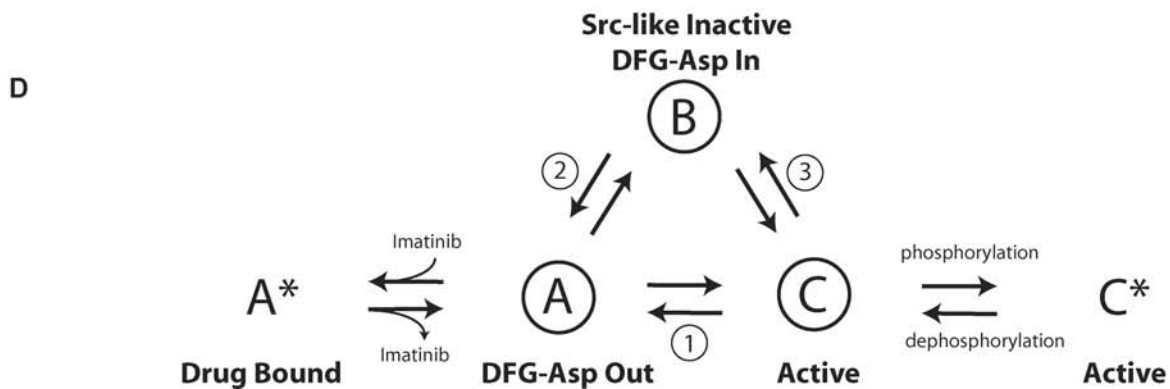 D
Src-like Inactive
DFG-Asp In
B
2
3
Imatinib
phosphorylation
A*
A
C
C*
1
Imatinib
dephosphorylation
Drug Bound
DFG-Asp Out
Active
Active